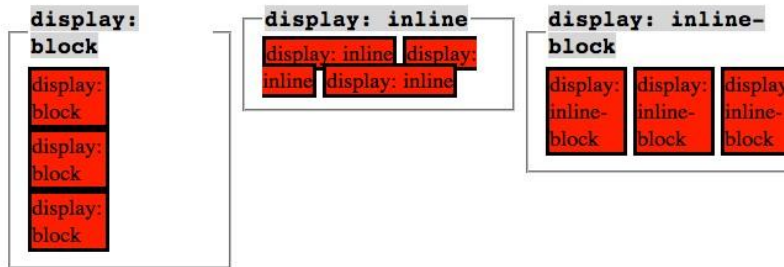 display:
block
display:
block
display:
block
display:
block
display: inline
display: inline display:
inline display: inline
display: inline-
block
display: display: display
inline- inline- inline-
block block block